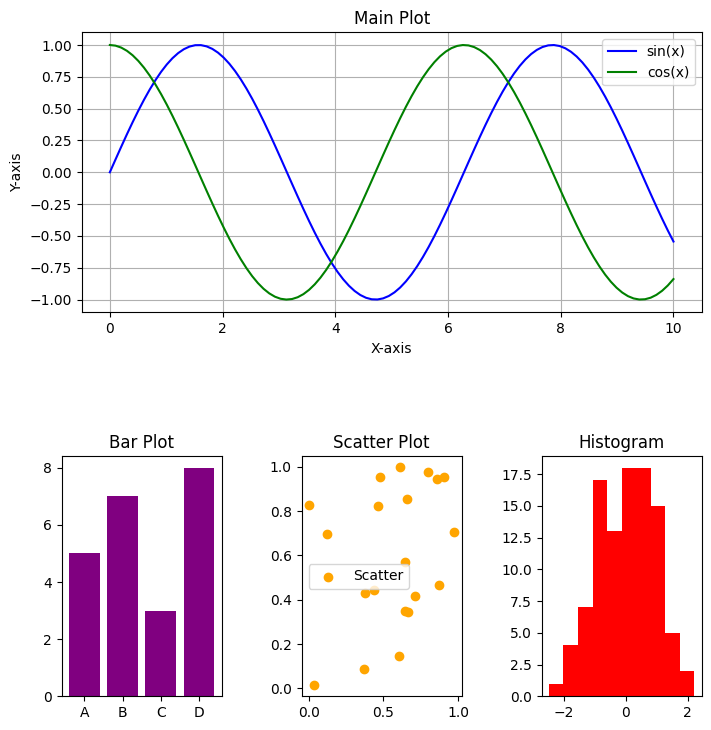 Main Plot
1.00
0.75
0.50
0.25
0.00
−0.25
−0.50
−0.75
−1.00
Y-axis
sin(x)
cos(x)
0 2 4 6 8 10
X-axis
Bar Plot
8
6
4
2
0
A B C D
Scatter Plot
1.0
0.8
0.6
0.4
0.2
0.0
Scatter
0.0 0.5 1.0
Histogram
17.5
15.0
12.5
10.0
7.5
5.0
2.5
0.0
−2 0 2